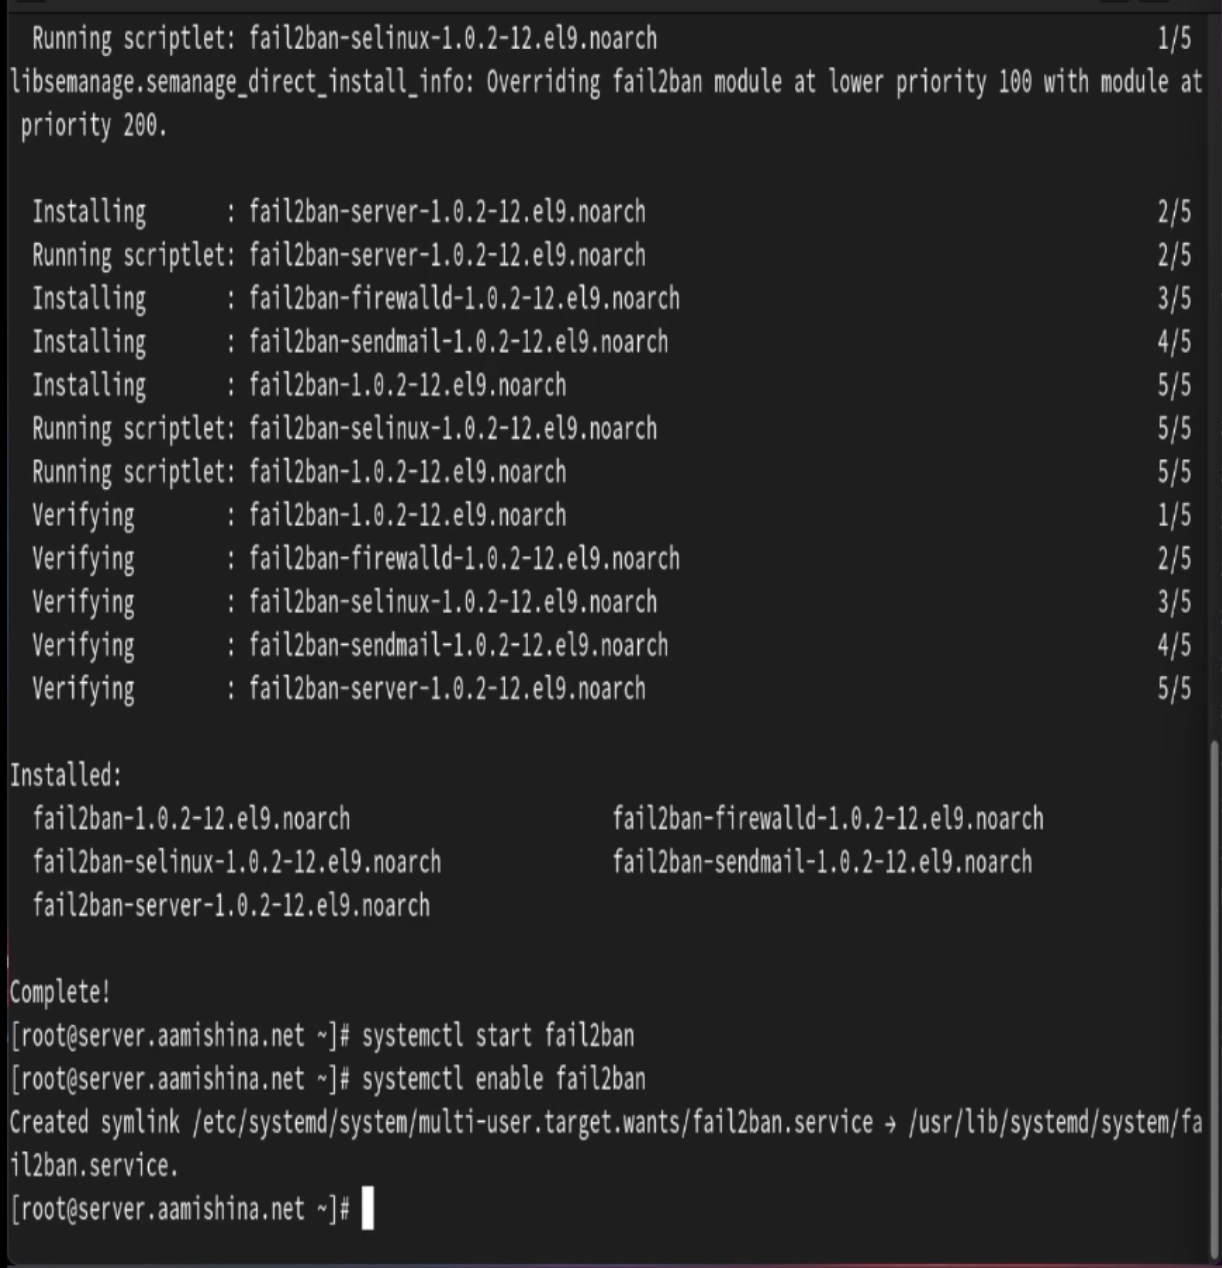 Running scriptlet: fail2ban-selinux-1.0.2-12.el9.noarch 1/5
libsemanage.semanage_direct_install_info: Overriding fail2ban module at lower priority 100 with module at
priority 200.
Installing : fail2ban-server-1.0.2-12.el9.noarch 2/5
Running scriptlet: fail2ban-server-1.0.2-12.el9.noarch 2/5
Installing : fail2ban-firewalld-1.0.2-12.el9.noarch 3/5
Installing : fail2ban-sendmail-1.0.2-12.el9.noarch 4/5
Installing : fail2ban-1.0.2-12.el9.noarch 5/5
Running scriptlet: fail2ban-selinux-1.0.2-12.el9.noarch 5/5
Running scriptlet: fail2ban-1.0.2-12.el9.noarch 5/5
Verifying : fail2ban-1.0.2-12.el9.noarch 1/5
Verifying : fail2ban-firewalld-1.0.2-12.el9.noarch 2/5
Verifying : fail2ban-selinux-1.0.2-12.el9.noarch 3/5
Verifying : fail2ban-sendmail-1.0.2-12.el9.noarch 4/5
Verifying : fail2ban-server-1.0.2-12.el9.noarch 5/5
Installed:
fail2ban-1.0.2-12.el9.noarch fail2ban-firewalld-1.0.2-12.el9.noarch
fail2ban-selinux-1.0.2-12.el9.noarch fail2ban-sendmail-1.0.2-12.el9.noarch
fail2ban-server-1.0.2-12.el9.noarch
Complete!
[root@server.aamishina.net ~]# systemctl start fail2ban
[root@server.aamishina.net ~]# systemctl enable fail2ban
Created symlink /etc/systemd/system/multi-user.target.wants/fail2ban.service → /usr/lib/systemd/system/fa
il2ban.service.
[root@server.aamishina.net ~]#